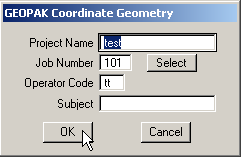 GEOPAK Coordinate Geometry
Project Name test
Job Number 101 Select
Operator Code tt
Subject
OK Cancel